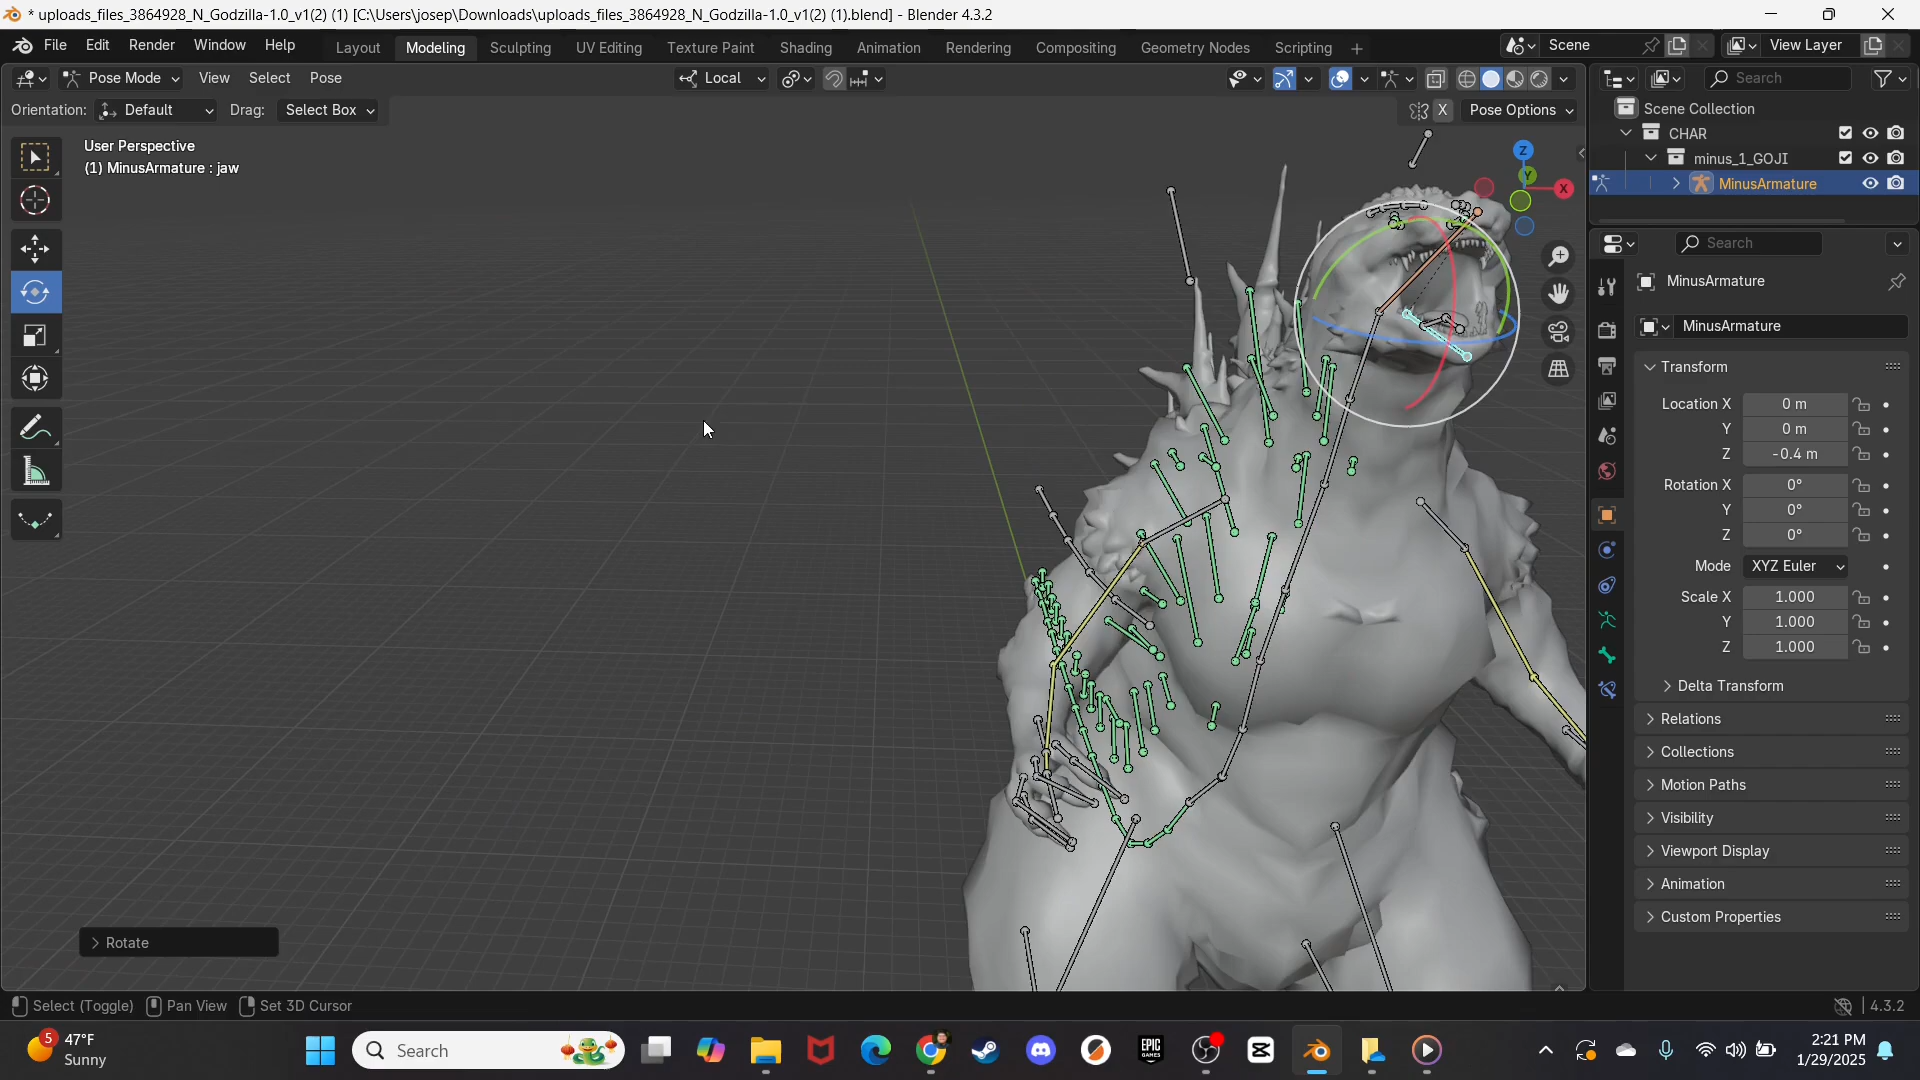 * uploads_files_3864928_N_Godzilla-1.0_v1(2) (1) [C:\Users\josep\Downloads\uploads_files_3864928_N_Godzilla-1.0_v1(2) (1).blend] - Blender 4.3.2
File Edit Render Window Help Layout Modeling Sculpting UV Editing Texture Paint Shading Animation Rendering Compositing Geometry Nodes Scripting + Scene View Layer
Pose Mode View Select Pose Local Search
Orientation: Default Drag: Select Box X Pose Options
Scene Collection
CHAR
minus_1_GOJI
MinusArmature
User Perspective
(1) MinusArmature : jaw
Z
Y
X
Search
MinusArmature
MinusArmature
Transform
Location X 0 m
Y 0 m
Z -0.4 m
Rotation X 0°
Y 0°
Z 0°
Mode XYZ Euler
Scale X 1.000
Y 1.000
Z 1.000
Delta Transform
Relations
Collections
Motion Paths
Visibility
Viewport Display
Animation
Custom Properties
Rotate
Select (Toggle) Pan View Set 3D Cursor 4.3.2
5 47°F
Sunny
Search
EPIC
GAMES
2:21 PM
1/29/2025